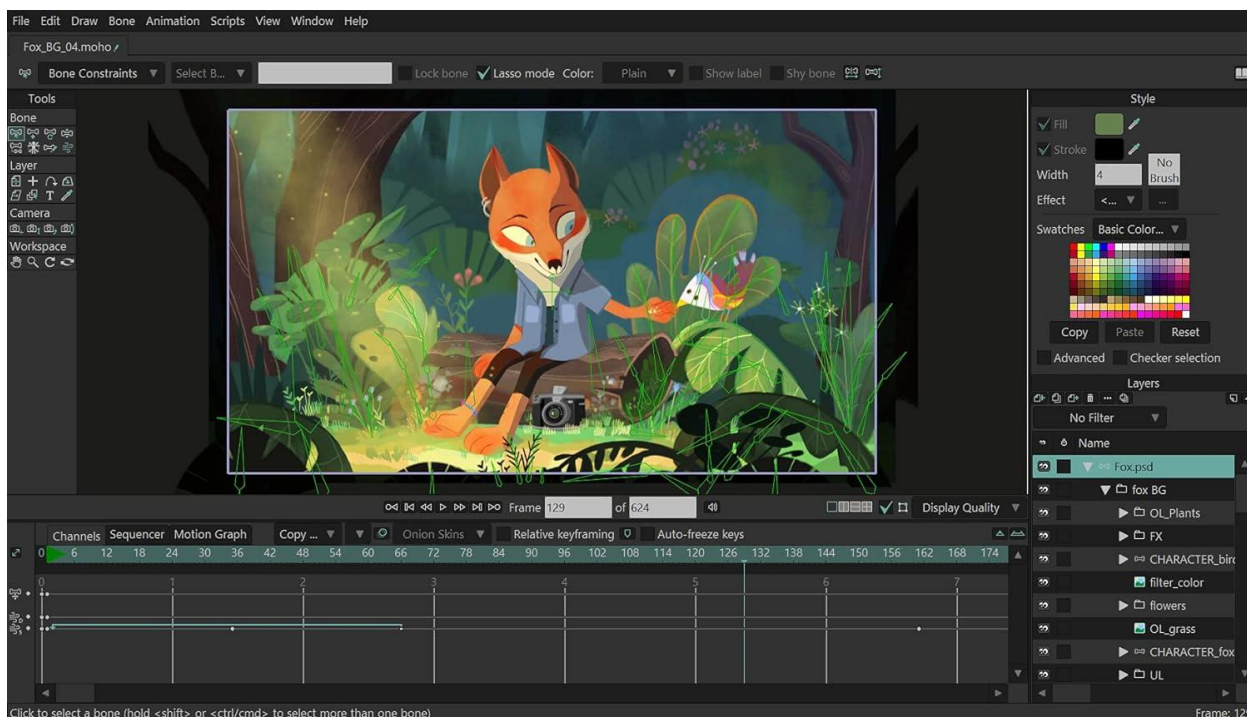 File Edit Draw Bone Animation Scripts View Window Help
Fox_BG_04.moho
Bone Constraints Select B... Lock bone Lasso mode Color: Plain Show label Shy bone
Tools
Bone
Layer
Camera
Workspace
Style
Fill
Stroke
Width 4 No Brush
Effect <... ...
Swatches Basic Color...
Copy Paste Reset
Advanced Checker selection
Layers
No Filter
Name
Fox.psd
fox BG
OL_Plants
FX
CHARACTER_bir
filter_color
flowers
OL_grass
CHARACTER_fox
UL
Frame 129 of 624 Display Quality
Channels Sequencer Motion Graph Copy ... Onion Skins Relative keyframing Auto-freeze keys
0 6 12 18 24 30 36 42 48 54 60 66 72 78 84 90 96 102 108 114 120 126 132 138 144 150 156 162 168 174
0 1 2 3 4 5 6 7
Click to select a bone (hold <shift> or <ctrl/cmd> to select more than one bone)
Frame: 129